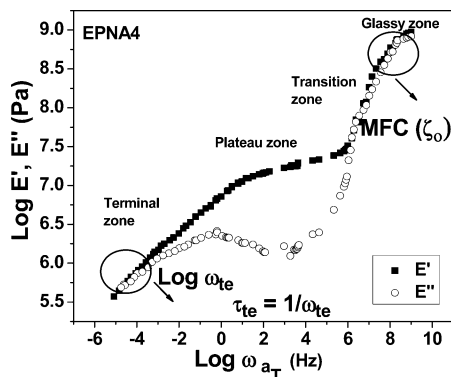 EPNA4
Glassy zone
Transition
zone
MFC (ζo)
Plateau zone
Terminal
zone
Log ωte
τte = 1/ωte
E'
E''
Log E', E'' (Pa)
9.0
8.5
8.0
7.5
7.0
6.5
6.0
5.5
-6 -4 -2 0 2 4 6 8 10
Log ω aT (Hz)